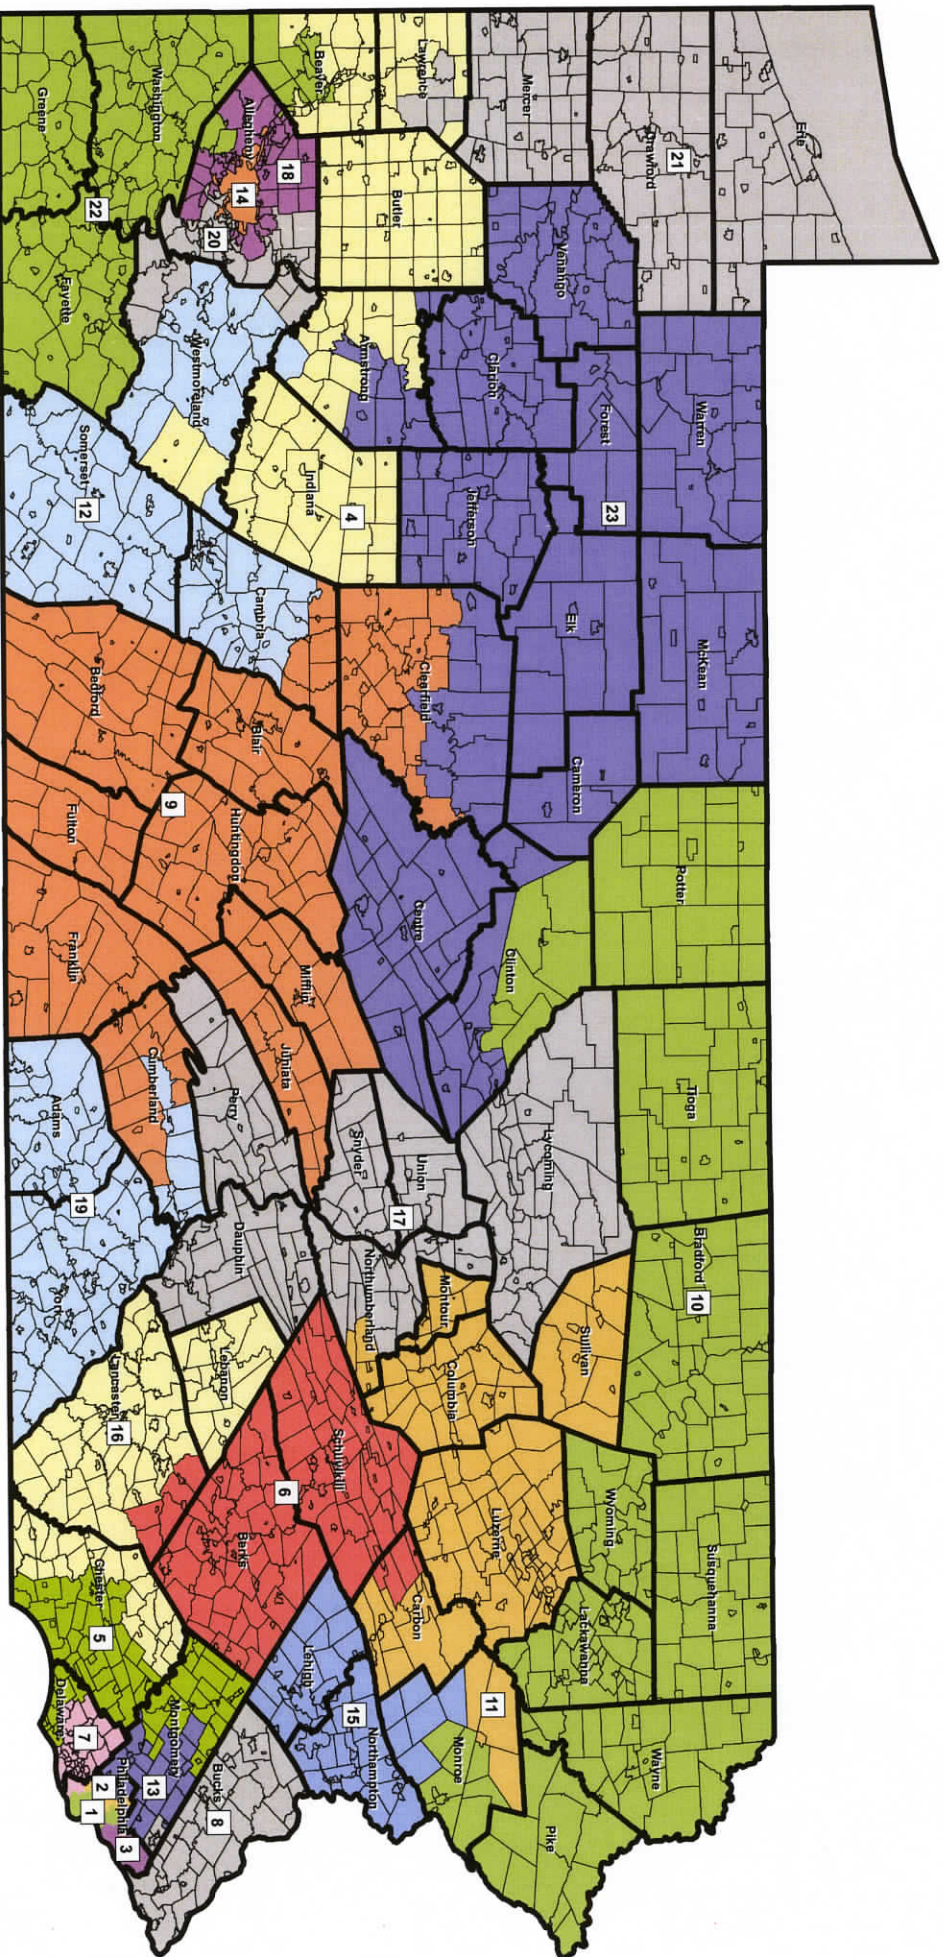 Erie
21
Crawford
Mercer
Lawrence
Beaver
Butler
Venango
Warren
Forest
23
McKean
Elk
Cameron
Clarion
Jefferson
Armstrong
Indiana
4
Clearfield
Allegheny
18
14
20
Washington
Greene
22
Fayette
Westmoreland
Somerset
12
Cambria
Bedford
Blair
9
Fulton
Huntingdon
Franklin
Mifflin
Juniata
Centre
Clinton
Potter
Tioga
Lycoming
Bradford
10
Sullivan
Susquehanna
Wyoming
Lackawanna
Wayne
Pike
Monroe
11
Luzerne
Columbia
Montour
Northumberland
17
Union
Snyder
Perry
Cumberland
Adams
19
York
Dauphin
Lebanon
Lancaster
16
Schuylkill
6
Berks
Carbon
Lehigh
15
Northampton
Chester
5
Montgomery
13
Bucks
8
Delaware
7
Philadelphia
2
1
3